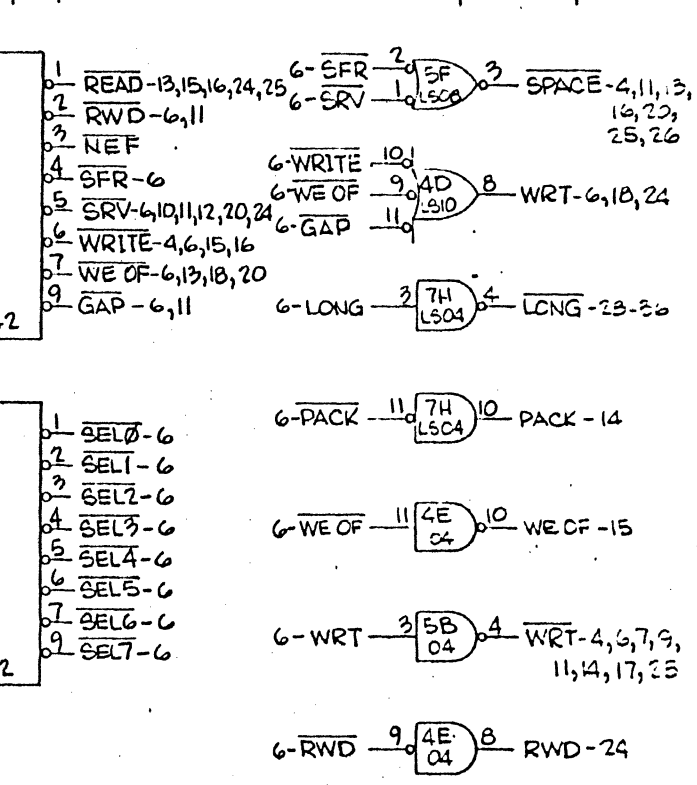 1 READ-13,15,16,24,25
2 RWD-6,11
3 NEF
4 SFR-6
5 SRV-6,10,11,12,20,24
6 WRITE-4,6,15,16
7 WE OF-6,13,18,20
9 GAP-6,11
2
1 SELØ-6
2 SEL1-6
3 SEL2-6
4 SEL3-6
5 SEL4-6
6 SEL5-6
7 SEL6-6
9 SEL7-6
2
6-SFR 2 5F 3 SPACE-4,11,13,
6-SRV 1 LS08 16,20,
25,26
6-WRITE 10
6-WE OF 9 4D 8 WRT-6,18,24
6-GAP 11 LS10
6-LONG 3 7H 4 LONG
LS04
6-PACK 11 7H 10 PACK-14
LS04
6-WE OF 11 4E 10 WE OF-15
04
6-WRT 3 5B 4 WRT-4,6,7,9,
04 11,14,17,
6-RWD 9 4E 8 RWD-24
04